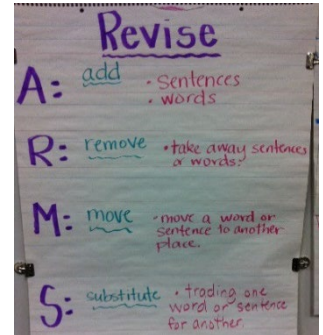 Revise
A: add • sentences
• words
R: remove • take away sentences
or words.
M: move • move a word or
sentence to another
place.
S: substitute • trading one
word or sentence
for another.